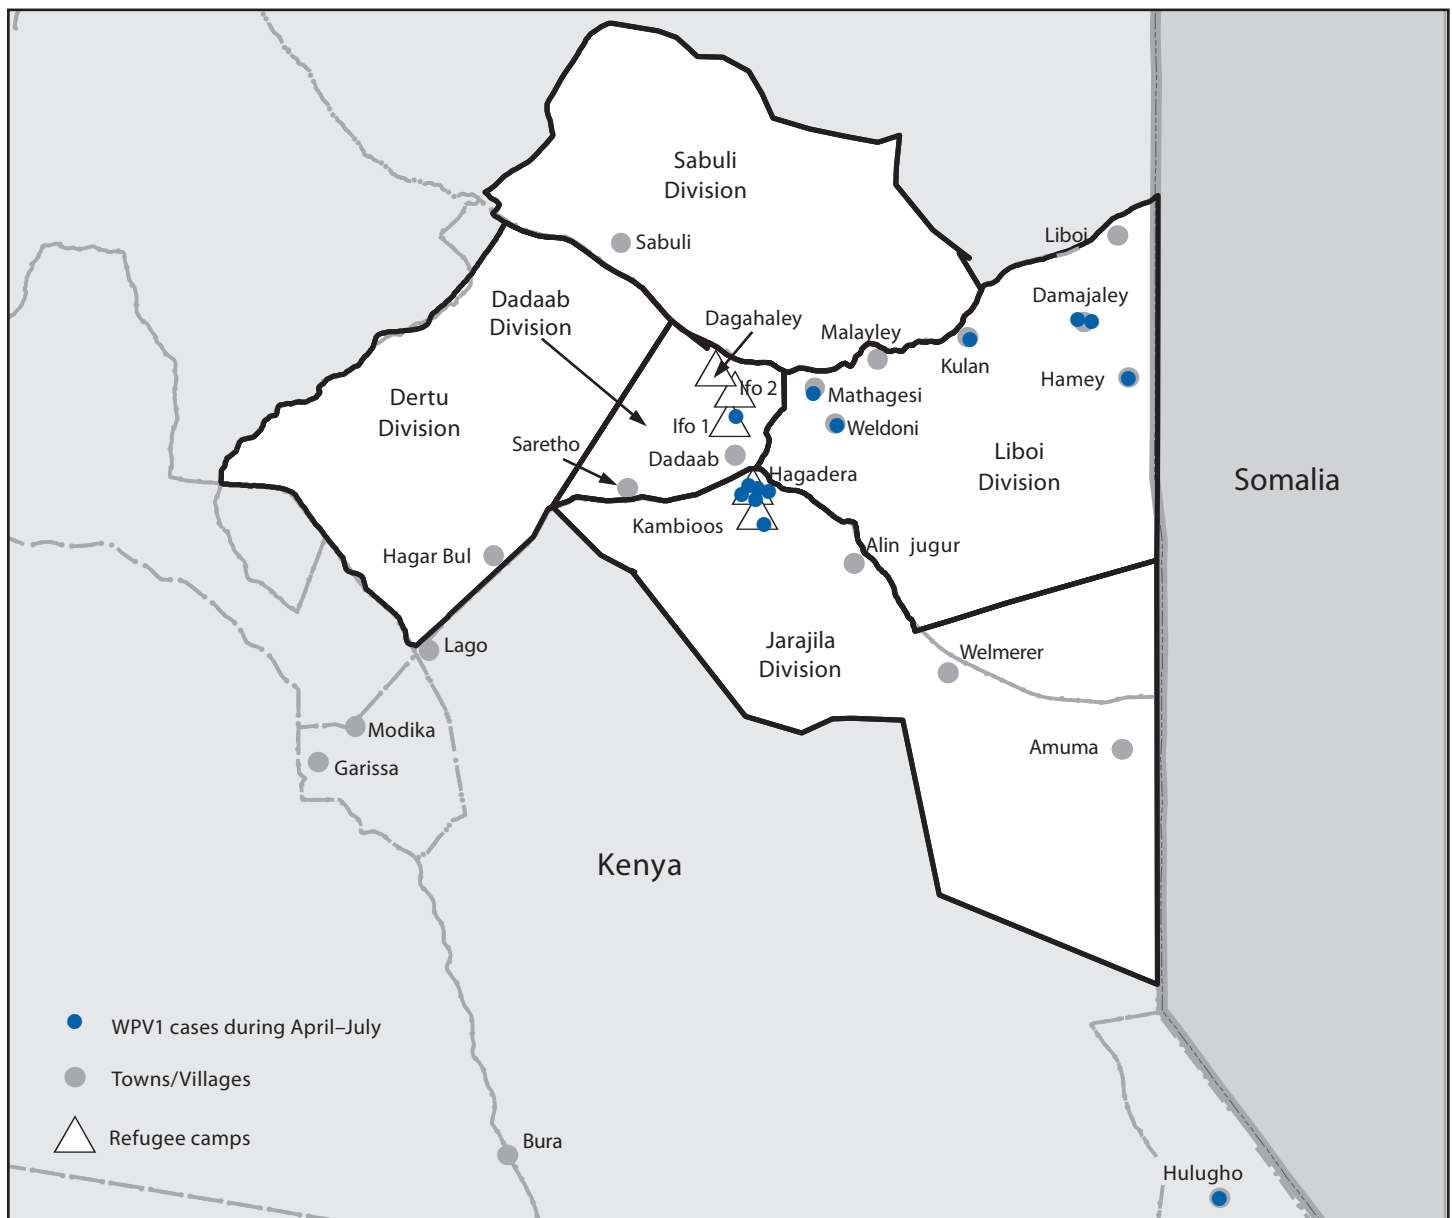 Sabuli
Division
Sabuli
Liboi
Dadaab
Division
Damajaley
Dagahaley
Malayley
Kulan
Hamey
Ifo 2
Mathagesi
Dertu
Division
Ifo 1
Weldoni
Saretho
Dadaab
Liboi
Division
Hagadera
Somalia
Kambioos
Alin jugur
Hagar Bul
Lago
Jarajila
Division
Welmerer
Modika
Garissa
Amuma
Kenya
WPV1 cases during April–July
Towns/Villages
Refugee camps
Bura
Hulugho